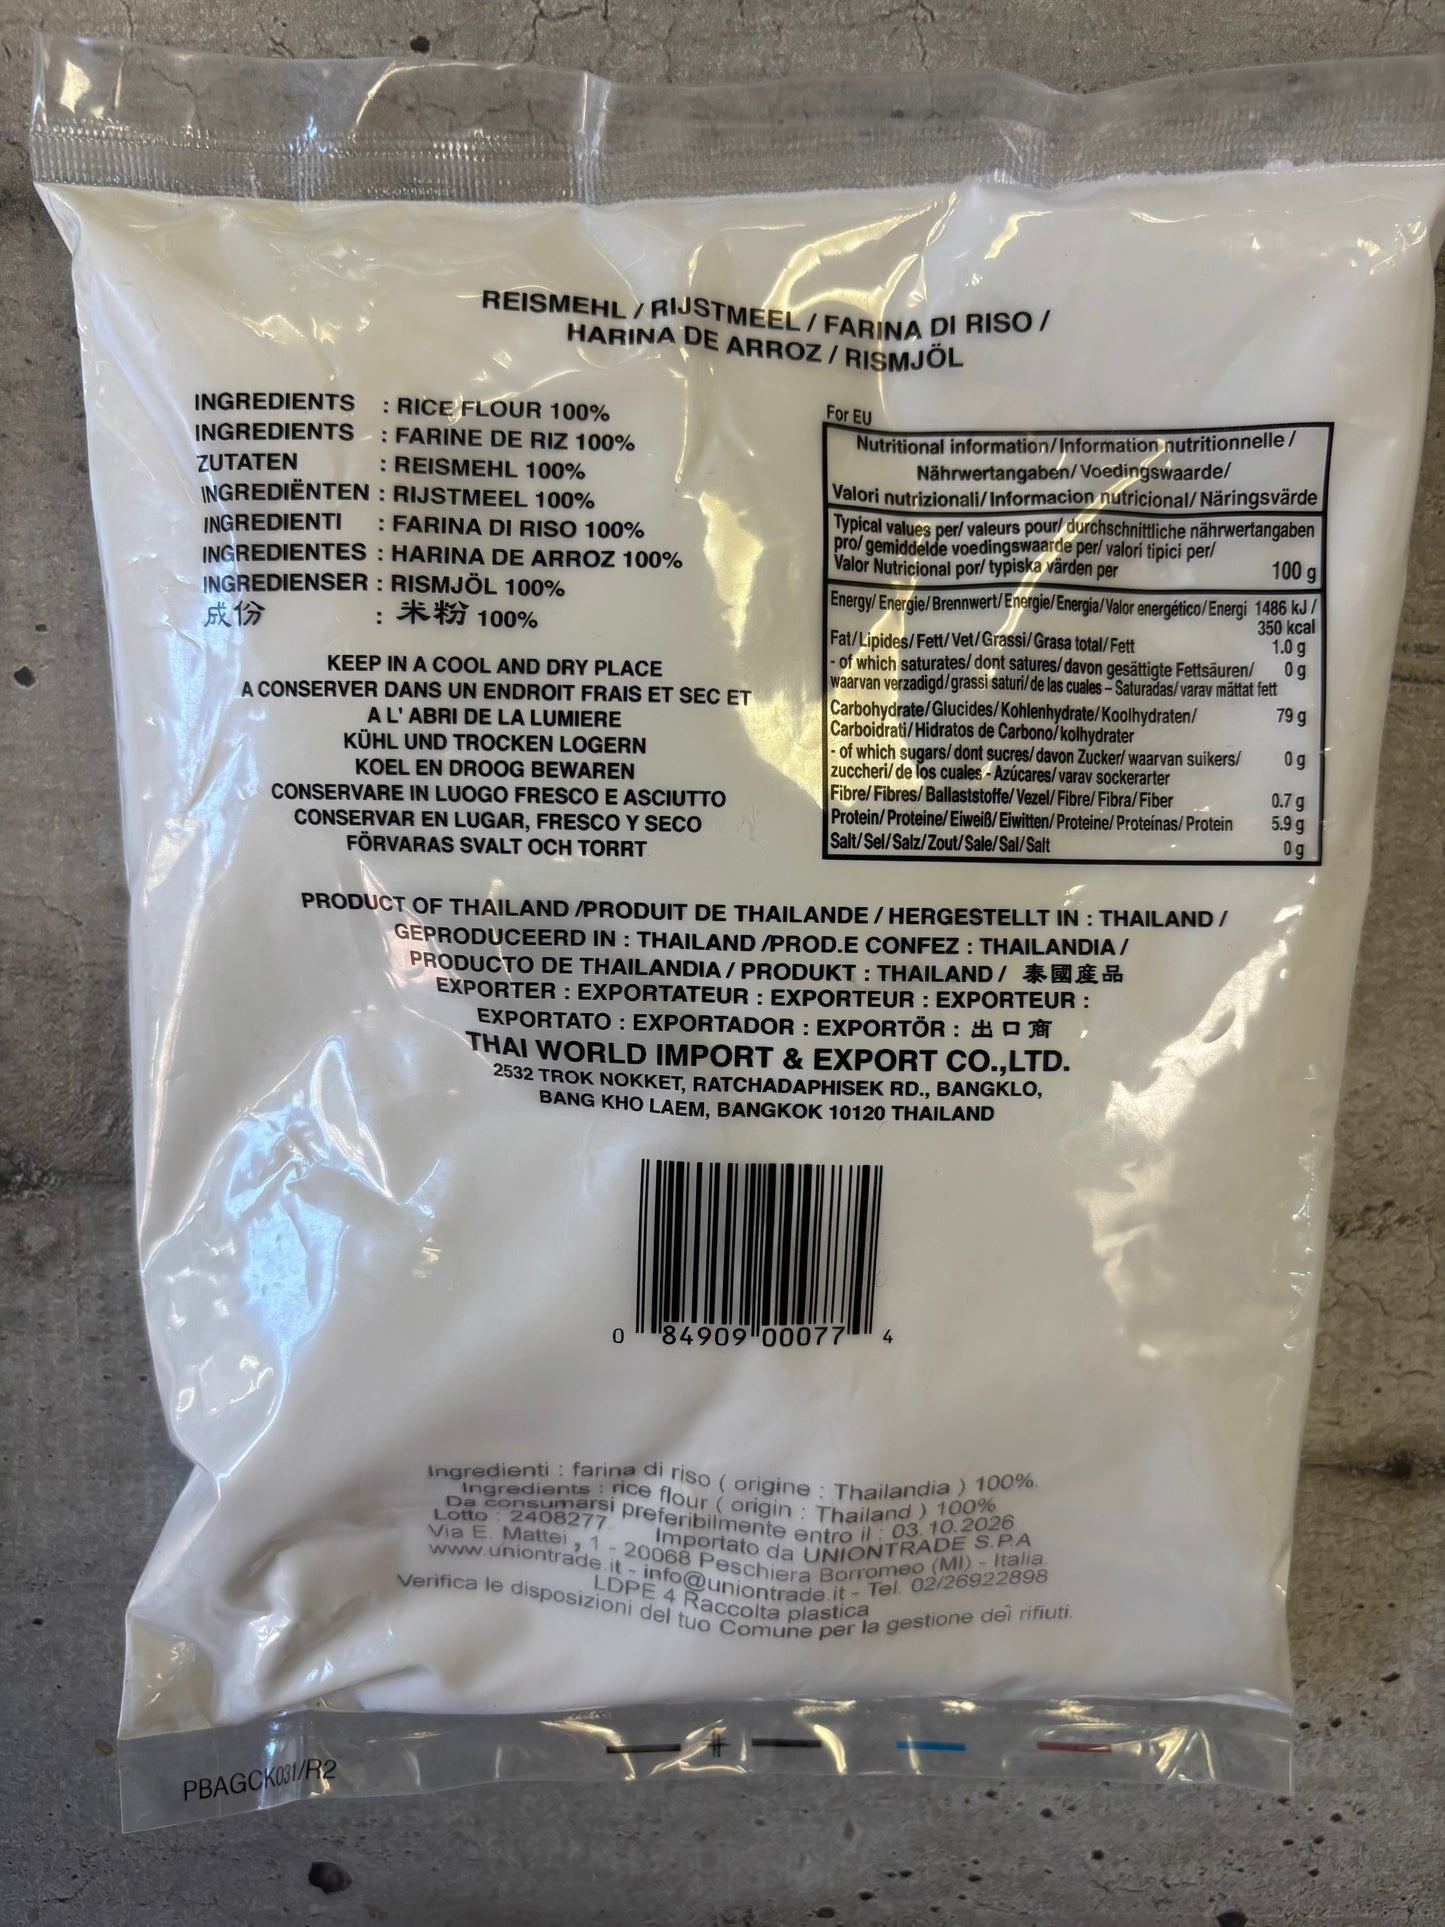 REISMEHL / RIJSTMEEL / FARINA DI RISO /
HARINA DE ARROZ / RISMJÖL
INGREDIENTS : RICE FLOUR 100%
INGREDIENTS : FARINE DE RIZ 100%
ZUTATEN : REISMEHL 100%
INGREDIËNTEN : RIJSTMEEL 100%
INGREDIENTI : FARINA DI RISO 100%
INGREDIENTES : HARINA DE ARROZ 100%
INGREDIENSER : RISMJÖL 100%
成份 : 米粉 100%
KEEP IN A COOL AND DRY PLACE
A CONSERVER DANS UN ENDROIT FRAIS ET SEC ET
A L' ABRI DE LA LUMIERE
KÜHL UND TROCKEN LOGERN
KOEL EN DROOG BEWAREN
CONSERVARE IN LUOGO FRESCO E ASCIUTTO
CONSERVAR EN LUGAR, FRESCO Y SECO
FÖRVARAS SVALT OCH TORRT
For EU
Nutritional information/ Information nutritionnelle /
Nährwertangaben/ Voedingswaarde/
Valori nutrizionali/ Informacion nutricional/ Näringsvärde
Typical values per/ valeurs pour/ durchschnittliche nährwertangaben
pro/ gemiddelde voedingswaarde per/ valori tipici per/
Valor Nutricional por/ typiska värden per 100 g
Energy/ Energie/ Brennwert/ Energie/ Energia/ Valor energético/ Energi 1486 kJ /
350 kcal
Fat/ Lipides/ Fett/ Vet/ Grassi/ Grasa total/ Fett 1.0 g
- of which saturates/ dont satures/ davon gesättigte Fettsäuren/ 0 g
waarvan verzadigd/ grassi saturi/ de las cuales – Saturadas/ varav mättat fett
Carbohydrate/ Glucides/ Kohlenhydrate/ Koolhydraten/ 79 g
Carboidrati/ Hidratos de Carbono/ kolhydrater
- of which sugars/ dont sucres/ davon Zucker/ waarvan suikers/ 0 g
zuccheri/ de los cuales - Azúcares/ varav sockerarter
Fibre/ Fibres/ Ballaststoffe/ Vezel/ Fibre/ Fibra/ Fiber 0.7 g
Protein/ Proteine/ Eiweiß/ Eiwitten/ Proteine/ Proteínas/ Protein 5.9 g
Salt/ Sel/ Salz/ Zout/ Sale/ Sal/ Salt 0 g
PRODUCT OF THAILAND /PRODUIT DE THAILANDE / HERGESTELLT IN : THAILAND /
GEPRODUCEERD IN : THAILAND /PROD.E CONFEZ : THAILANDIA /
PRODUCTO DE THAILANDIA / PRODUKT : THAILAND / 泰國產品
EXPORTER : EXPORTATEUR : EXPORTEUR : EXPORTEUR :
EXPORTATO : EXPORTADOR : EXPORTÖR : 出口商
THAI WORLD IMPORT & EXPORT CO.,LTD.
2532 TROK NOKKET, RATCHADAPHISEK RD., BANGKLO,
BANG KHO LAEM, BANGKOK 10120 THAILAND
0 84909 00077 4
Ingredienti : farina di riso ( origine : Thailandia ) 100%.
Ingredients : rice flour ( origin : Thailand ) 100%
Da consumarsi preferibilmente entro il : 03.10.2026
Lotto : 2408277 Importato da UNIONTRADE S.P.A
Via E. Mattei , 1 - 20068 Peschiera Borromeo (MI) - Italia.
www.uniontrade.it - info@uniontrade.it - Tel. 02/26922898
LDPE 4 Raccolta plastica
Verifica le disposizioni del tuo Comune per la gestione dei rifiuti.
PBAGCK031/R2